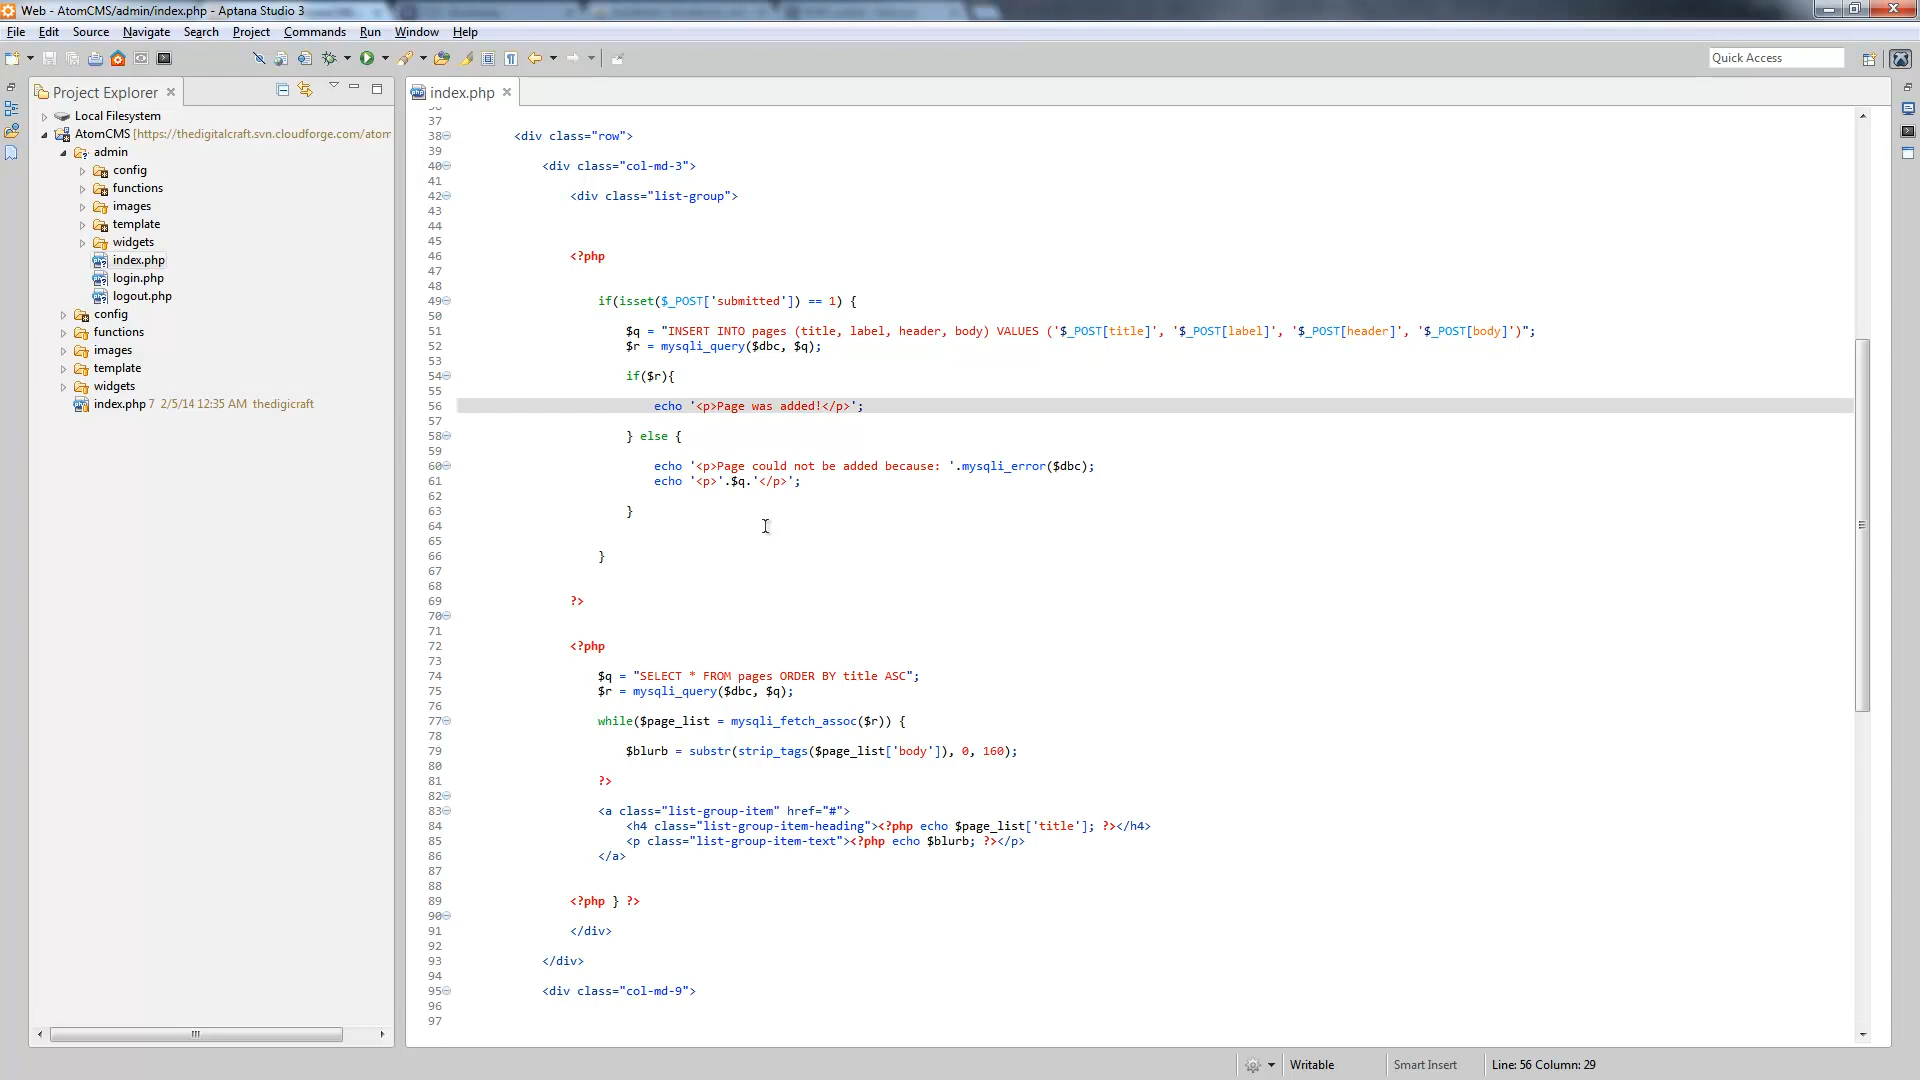 Web - AtomCMS/admin/index.php - Aptana Studio 3
File Edit Source Navigate Search Project Commands Run Window Help
Quick Access
Project Explorer
index.php
Local Filesystem
AtomCMS [https://thedigitalcraft.svn.cloudforge.com/atom
admin
config
functions
images
template
widgets
index.php
login.php
logout.php
config
functions
images
template
widgets
index.php 7 2/5/14 12:35 AM thedigicraft
37
38 <div class="row">
39
40 <div class="col-md-3">
41
42 <div class="list-group">
43
44
45
46 <?php
47
48
49 if(isset($_POST['submitted']) == 1) {
50
51 $q = "INSERT INTO pages (title, label, header, body) VALUES ('$_POST[title]', '$_POST[label]', '$_POST[header]', '$_POST[body]')";
52 $r = mysqli_query($dbc, $q);
53
54 if($r){
55
56 echo '<p>Page was added!</p>';
57
58 } else {
59
60 echo '<p>Page could not be added because: '.mysqli_error($dbc);
61 echo '<p>'.$q.'</p>';
62
63 }
64
65
66 }
67
68
69 ?>
70
71
72 <?php
73
74 $q = "SELECT * FROM pages ORDER BY title ASC";
75 $r = mysqli_query($dbc, $q);
76
77 while($page_list = mysqli_fetch_assoc($r)) {
78
79 $blurb = substr(strip_tags($page_list['body']), 0, 160);
80
81 ?>
82
83 <a class="list-group-item" href="#">
84 <h4 class="list-group-item-heading"><?php echo $page_list['title']; ?></h4>
85 <p class="list-group-item-text"><?php echo $blurb; ?></p>
86 </a>
87
88
89 <?php } ?>
90
91 </div>
92
93 </div>
94
95 <div class="col-md-9">
96
97
Writable
Smart Insert
Line: 56 Column: 29